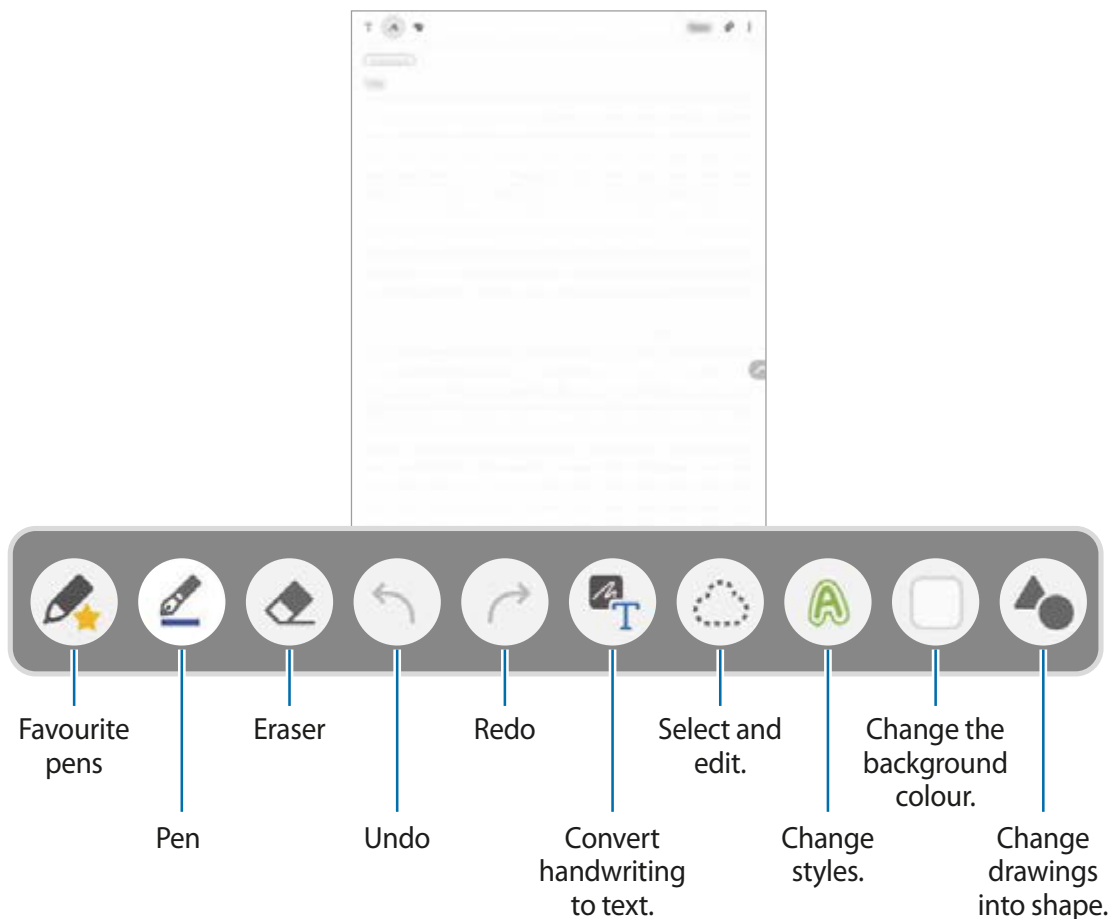 Favourite
pens
Pen
Eraser
Undo
Redo
Convert
handwriting
to text.
Select and
edit.
Change
styles.
Change the
background
colour.
Change
drawings
into shape.